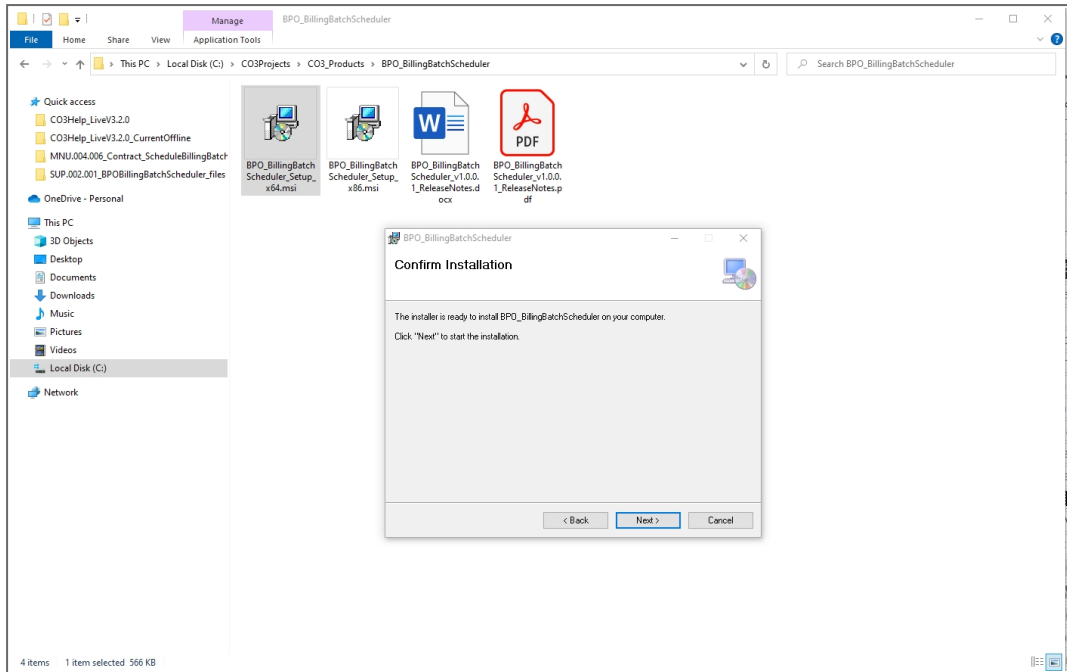 Manage
BPO_BillingBatchScheduler
File
Home
Share
View
Application Tools
This PC > Local Disk (C:) > CO3Projects > CO3_Products > BPO_BillingBatchScheduler
Search BPO_BillingBatchScheduler
Quick access
CO3Help_LiveV3.2.0
CO3Help_LiveV3.2.0_CurrentOffline
MNU.004.006_Contract_ScheduleBillingBatch
SUP.002.001_BPOBillingBatchScheduler_files
OneDrive - Personal
This PC
3D Objects
Desktop
Documents
Downloads
Music
Pictures
Videos
Local Disk (C:)
Network
W
PDF
BPO_BillingBatch
Scheduler_Setup_
x64.msi
BPO_BillingBatch
Scheduler_Setup_
x86.msi
BPO_BillingBatch
Scheduler_v1.0.0.
1_ReleaseNotes.d
ocx
BPO_BillingBatch
Scheduler_v1.0.0.
1_ReleaseNotes.p
df
BPO_BillingBatchScheduler
Confirm Installation
The installer is ready to install BPO_BillingBatchScheduler on your computer.
Click "Next" to start the installation.
< Back
Next >
Cancel
4 items
1 item selected 566 KB